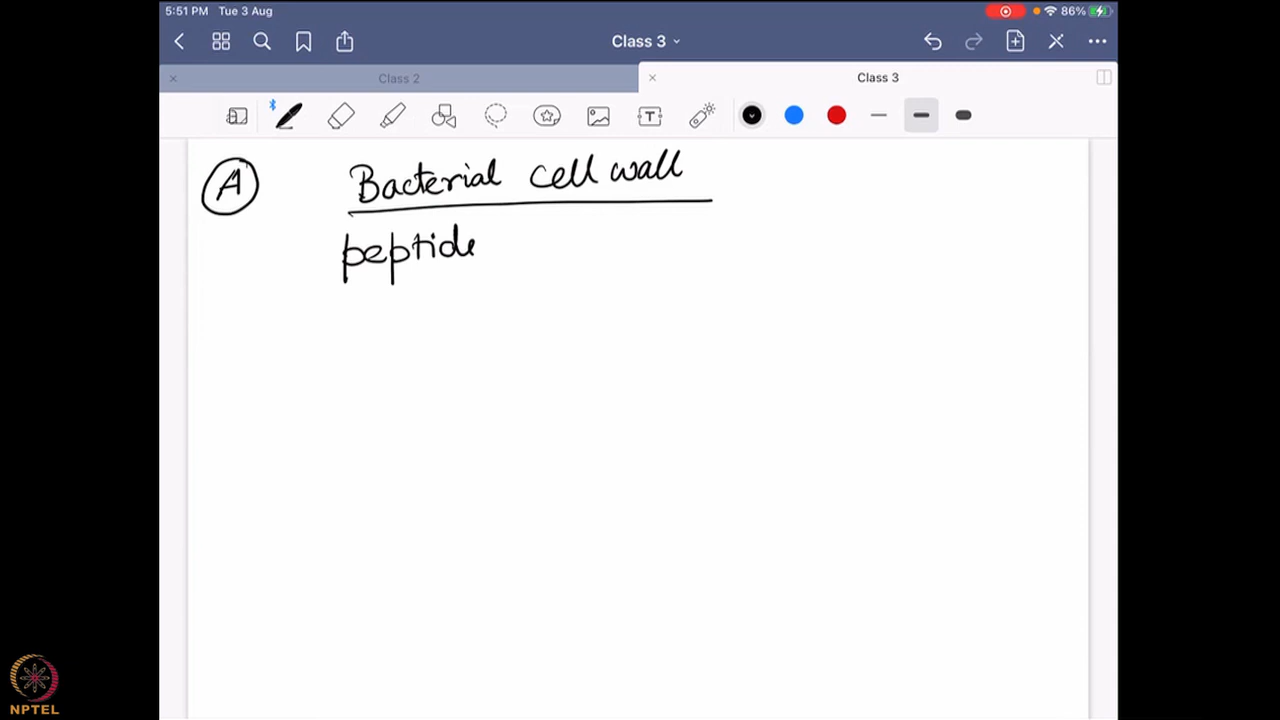 5:51 PM Tue 3 Aug 86%
Class 3
Class 2 Class 3
T
A Bacterial cell wall
peptide
NPTEL